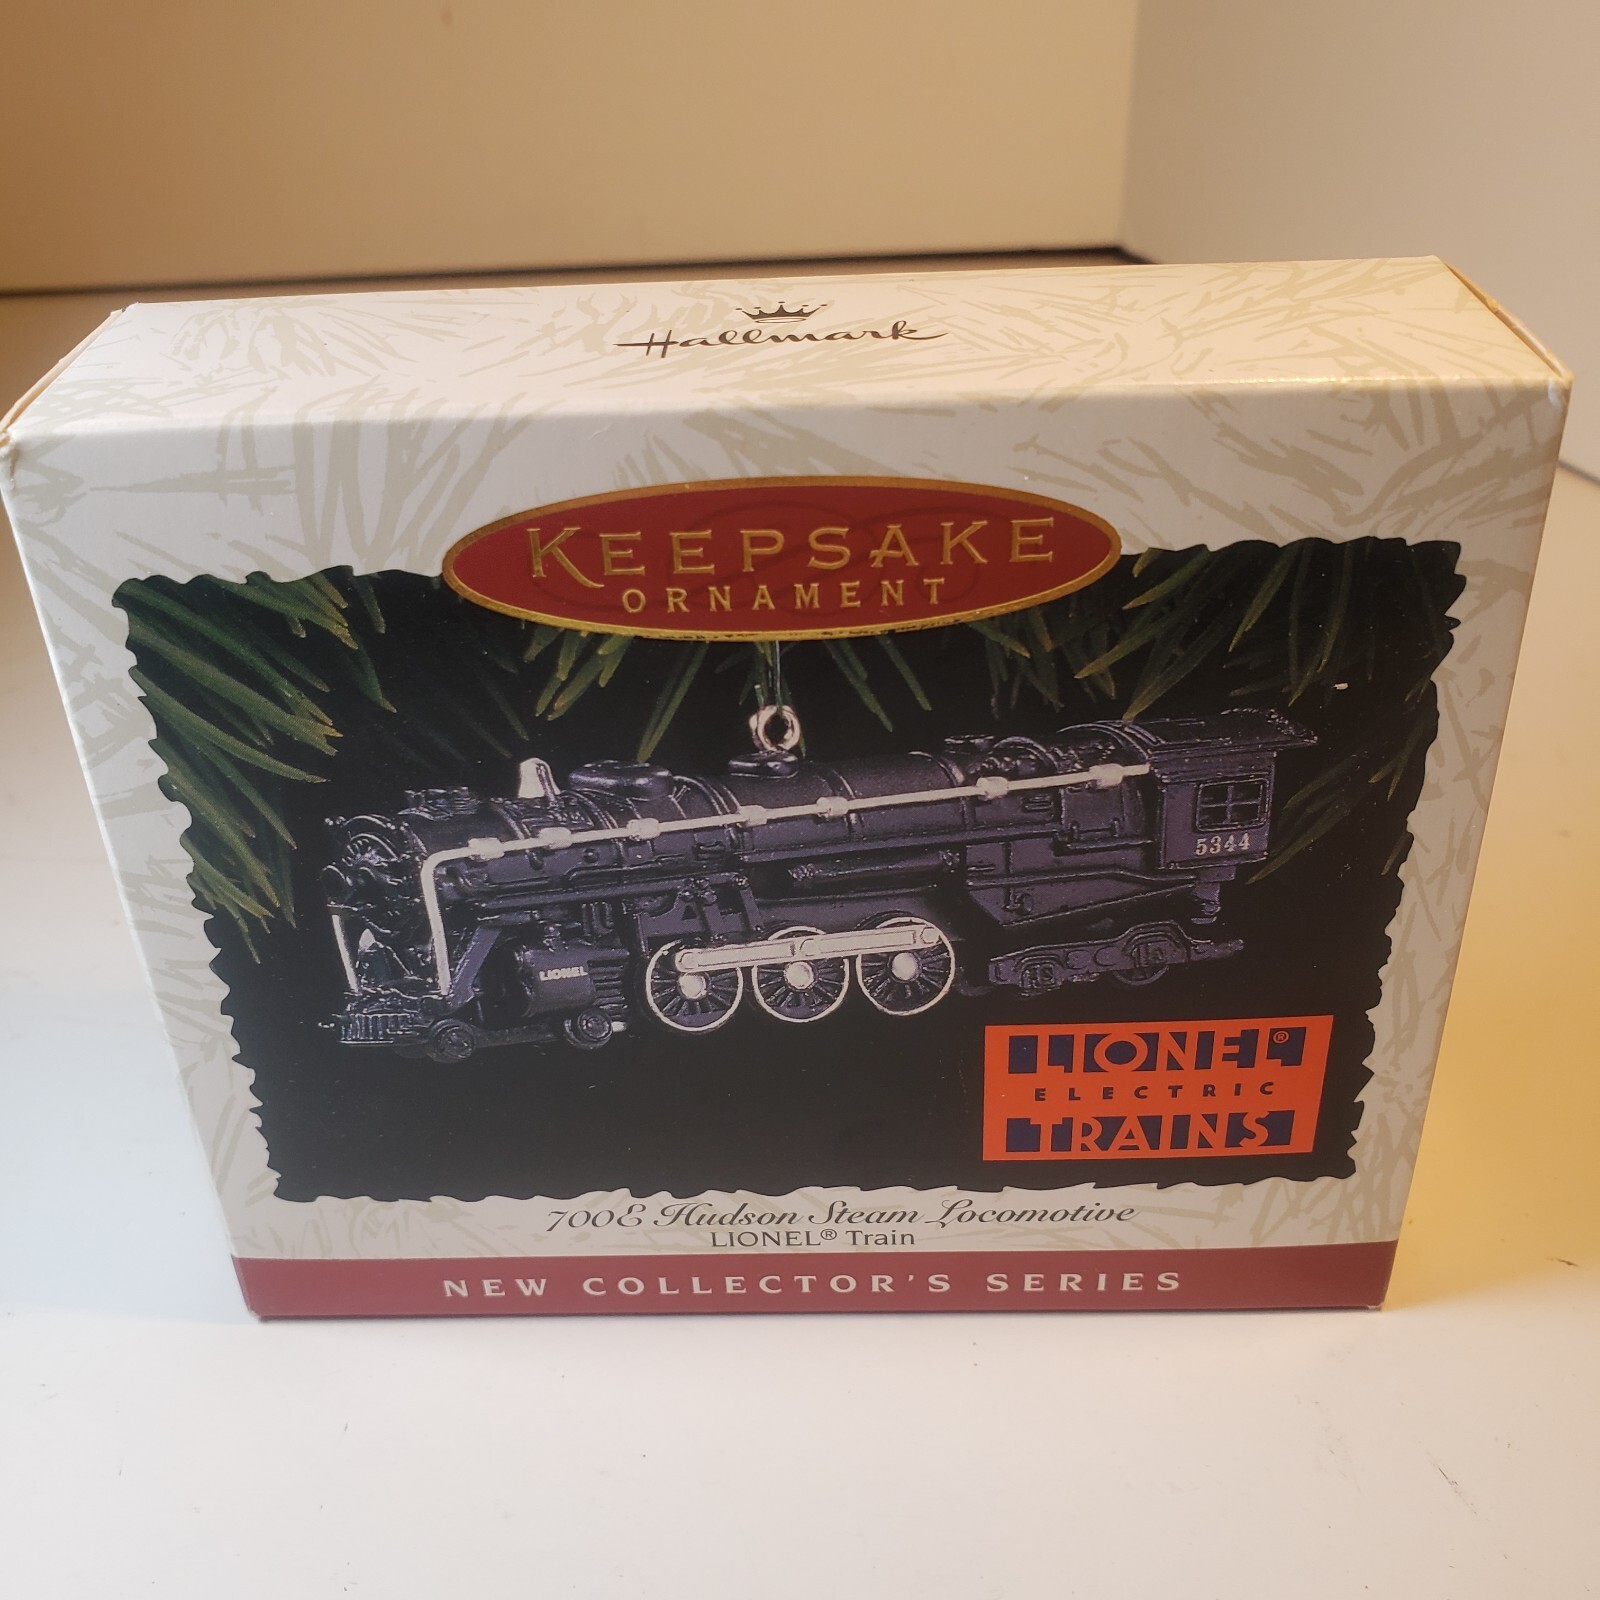 Hallmark
KEEPSAKE
ORNAMENT
5344
LIONEL
LIONEL®
ELECTRIC
TRAINS
700E Hudson Steam Locomotive
LIONEL® Train
NEW COLLECTOR'S SERIES